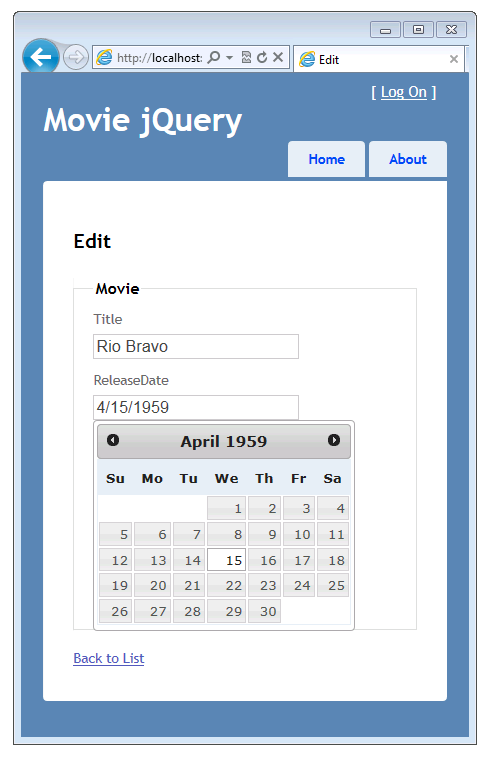 http://localhost:
Edit
[ Log On ]
Movie jQuery
Home About
Edit
Movie
Title
Rio Bravo
ReleaseDate
4/15/1959
April 1959
Su Mo Tu We Th Fr Sa
1 2 3 4
5 6 7 8 9 10 11
12 13 14 15 16 17 18
19 20 21 22 23 24 25
26 27 28 29 30
Back to List